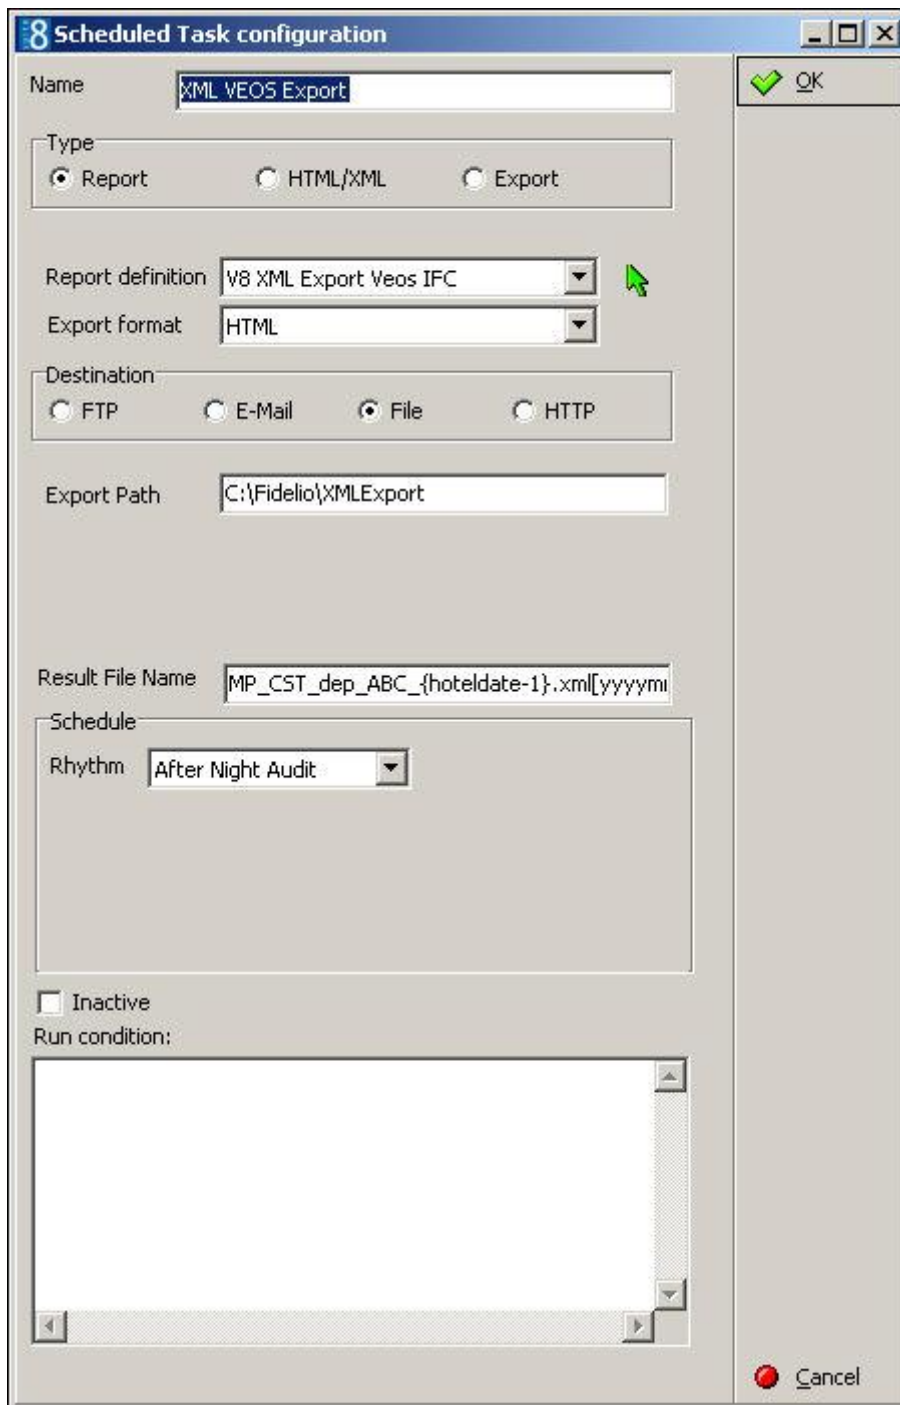 8 Scheduled Task configuration
Name XML VEOS Export
OK
Type
Report HTML/XML Export
Report definition V8 XML Export Veos IFC
Export format HTML
Destination
FTP E-Mail File HTTP
Export Path C:\Fidelio\XMLExport
Result File Name MP_CST_dep_ABC_{hoteldate-1}.xml[yyyymm
Schedule
Rhythm After Night Audit
Inactive
Run condition:
Cancel